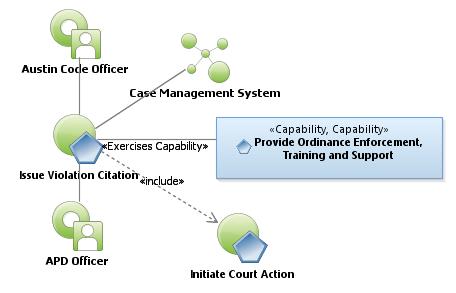 Austin Code Officer
Case Management System
«Capability, Capability»
Provide Ordinance Enforcement,
Training and Support
«Exercises Capability»
Issue Violation Citation
«include»
APD Officer
Initiate Court Action